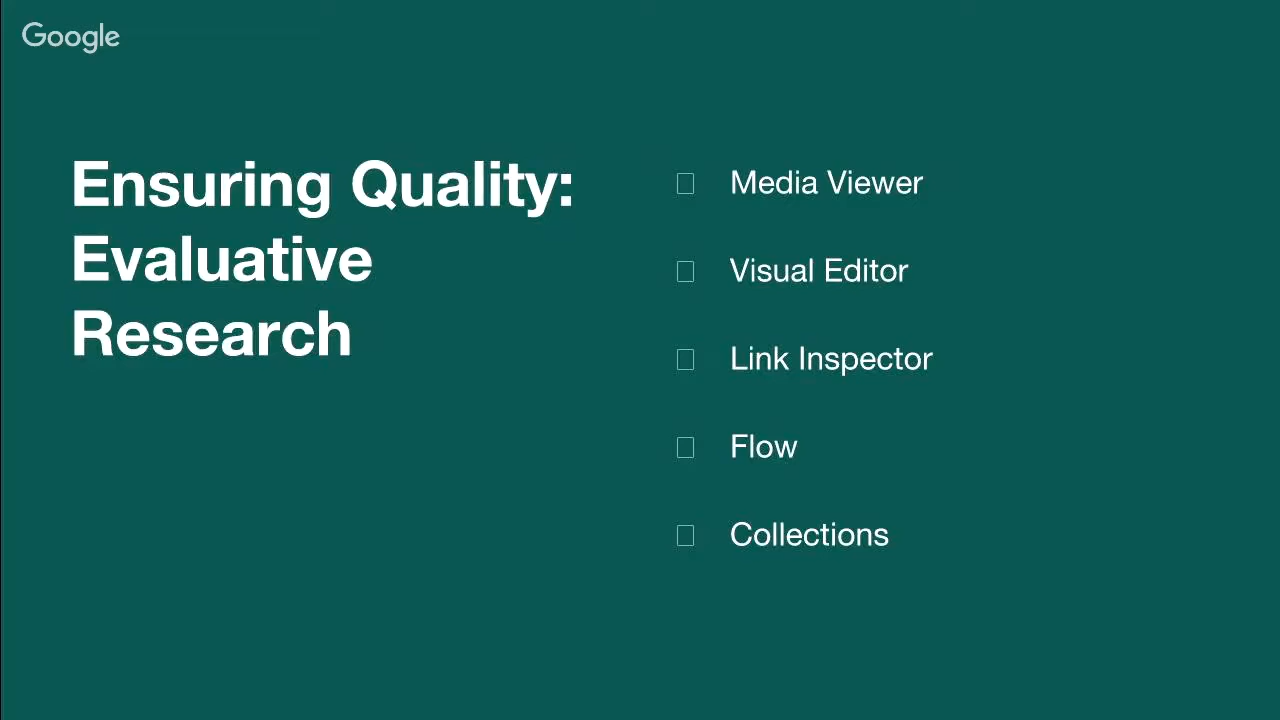 Google
Ensuring Quality:
Evaluative
Research
Media Viewer
Visual Editor
Link Inspector
Flow
Collections